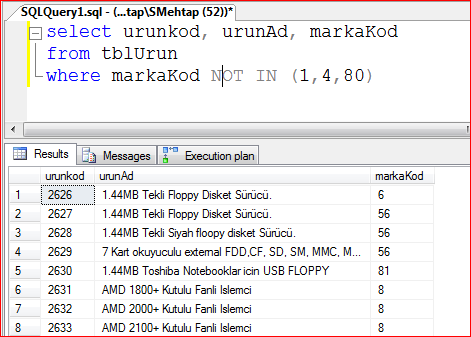 SQLQuery1.sql - (...tap\SMehtap (52))*
select urunkod, urunAd, markaKod
from tblUrun
where markaKod NOT IN (1,4,80)
Results Messages Execution plan
urunkod urunAd markaKod
1 2626 1.44MB Tekli Floppy Disket Sürücü. 6
2 2627 1.44MB Tekli Floopy Disket Sürücü. 56
3 2628 1.44MB Tekli Siyah floopy disket Sürücü. 56
4 2629 7 Kart okuyuculu external FDD,CF, SD, SM, MMC, M... 56
5 2630 1.44MB Toshiba Notebooklar icin USB FLOPPY 81
6 2631 AMD 1800+ Kutulu Fanli Islemci 8
7 2632 AMD 2000+ Kutulu Fanli Islemci 8
8 2633 AMD 2100+ Kutulu Fanli Islemci 8